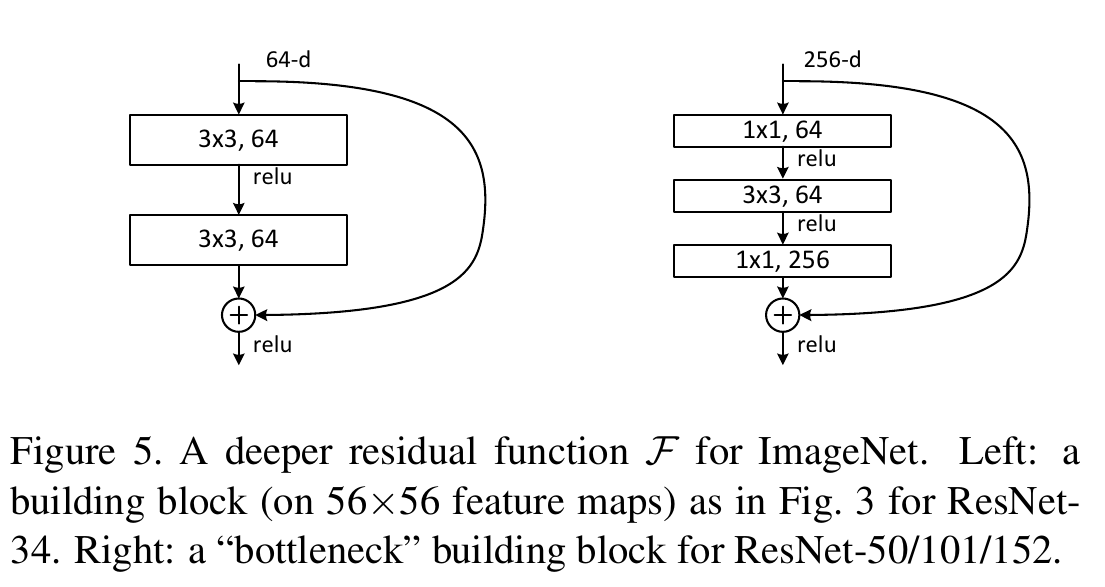 64-d
3x3, 64
relu
3x3, 64
+
relu
256-d
1x1, 64
relu
3x3, 64
relu
1x1, 256
+
relu
Figure 5. A deeper residual function ℱ for ImageNet. Left: a
building block (on 56×56 feature maps) as in Fig. 3 for ResNet-
34. Right: a “bottleneck” building block for ResNet-50/101/152.